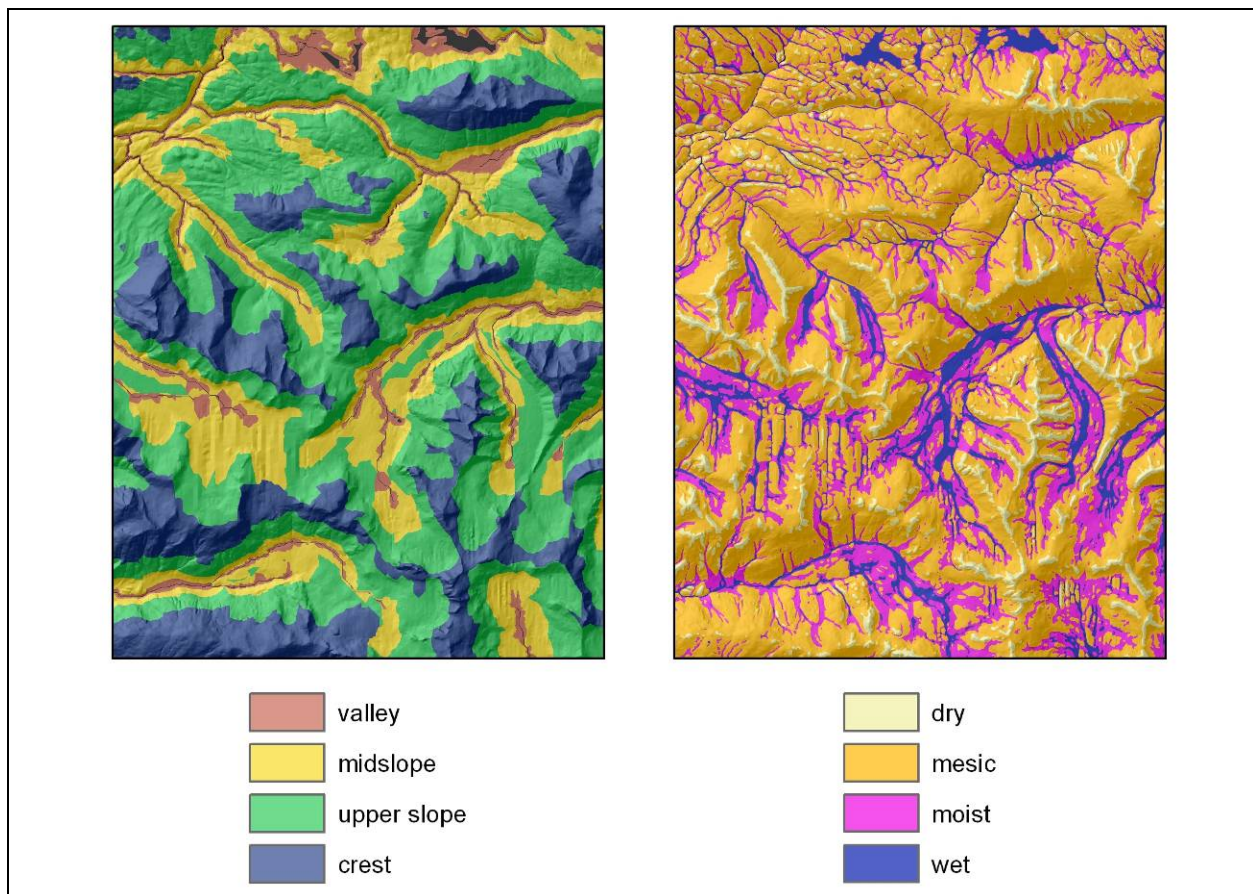 valley
midslope
upper slope
crest
dry
mesic
moist
wet